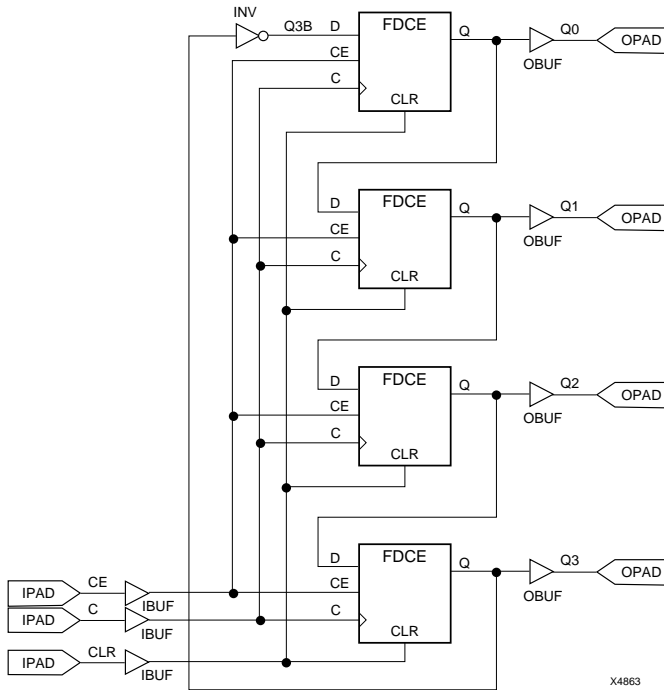 INV
Q3B
D
FDCE
Q
Q0
OPAD
CE
OBUF
C
CLR
D
FDCE
Q
Q1
OPAD
CE
OBUF
C
CLR
D
FDCE
Q
Q2
OPAD
CE
OBUF
C
CLR
D
FDCE
Q
Q3
OPAD
CE
OBUF
C
CLR
IPAD
CE
IBUF
IPAD
C
IBUF
IPAD
CLR
IBUF
X4863